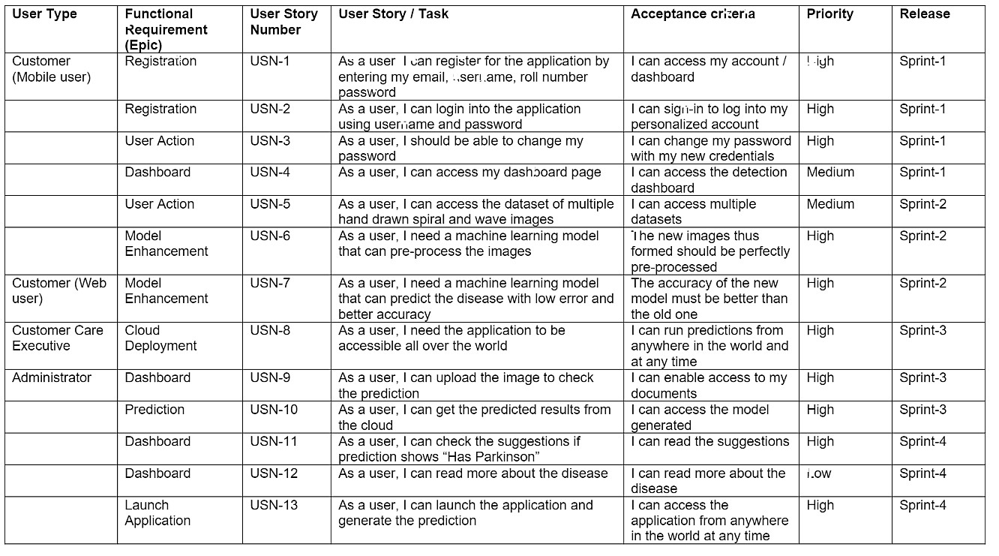 User Type Functional Requirement (Epic) User Story Number User Story / Task Acceptance criteria Priority Release
Customer (Mobile user) Registration USN-1 As a user I can register for the application by entering my email, username, roll number password I can access my account / dashboard High Sprint-1
Registration USN-2 As a user, I can login into the application using username and password I can sign-in to log into my personalized account High Sprint-1
User Action USN-3 As a user, I should be able to change my password I can change my password with my new credentials High Sprint-1
Dashboard USN-4 As a user, I can access my dashboard page I can access the detection dashboard Medium Sprint-1
User Action USN-5 As a user, I can access the dataset of multiple hand drawn spiral and wave images I can access multiple datasets Medium Sprint-2
Model Enhancement USN-6 As a user, I need a machine learning model that can pre-process the images The new images thus formed should be perfectly pre-processed High Sprint-2
Customer (Web user) Model Enhancement USN-7 As a user, I need a machine learning model that can predict the disease with low error and better accuracy The accuracy of the new model must be better than the old one High Sprint-2
Customer Care Executive Cloud Deployment USN-8 As a user, I need the application to be accessible all over the world I can run predictions from anywhere in the world and at any time High Sprint-3
Administrator Dashboard USN-9 As a user, I can upload the image to check the prediction I can enable access to my documents High Sprint-3
Prediction USN-10 As a user, I can get the predicted results from the cloud I can access the model generated High Sprint-3
Dashboard USN-11 As a user, I can check the suggestions if prediction shows “Has Parkinson” I can read the suggestions High Sprint-4
Dashboard USN-12 As a user, I can read more about the disease I can read more about the disease Low Sprint-4
Launch Application USN-13 As a user, I can launch the application and generate the prediction I can access the application from anywhere in the world at any time High Sprint-4